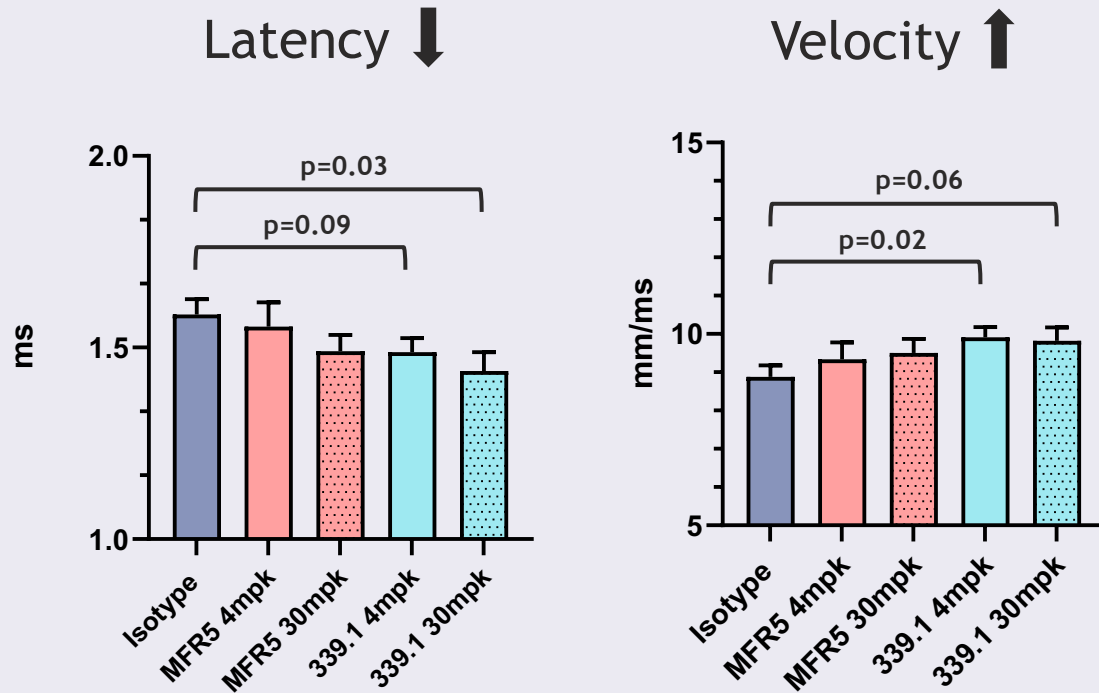 Latency
Velocity
2.0
1.5
1.0
ms
p=0.03
p=0.09
Isotype
MFR5 4mpk
MFR5 30mpk
339.1 4mpk
339.1 30mpk
15
10
5
mm/ms
p=0.06
p=0.02
Isotype
MFR5 4mpk
MFR5 30mpk
339.1 4mpk
339.1 30mpk